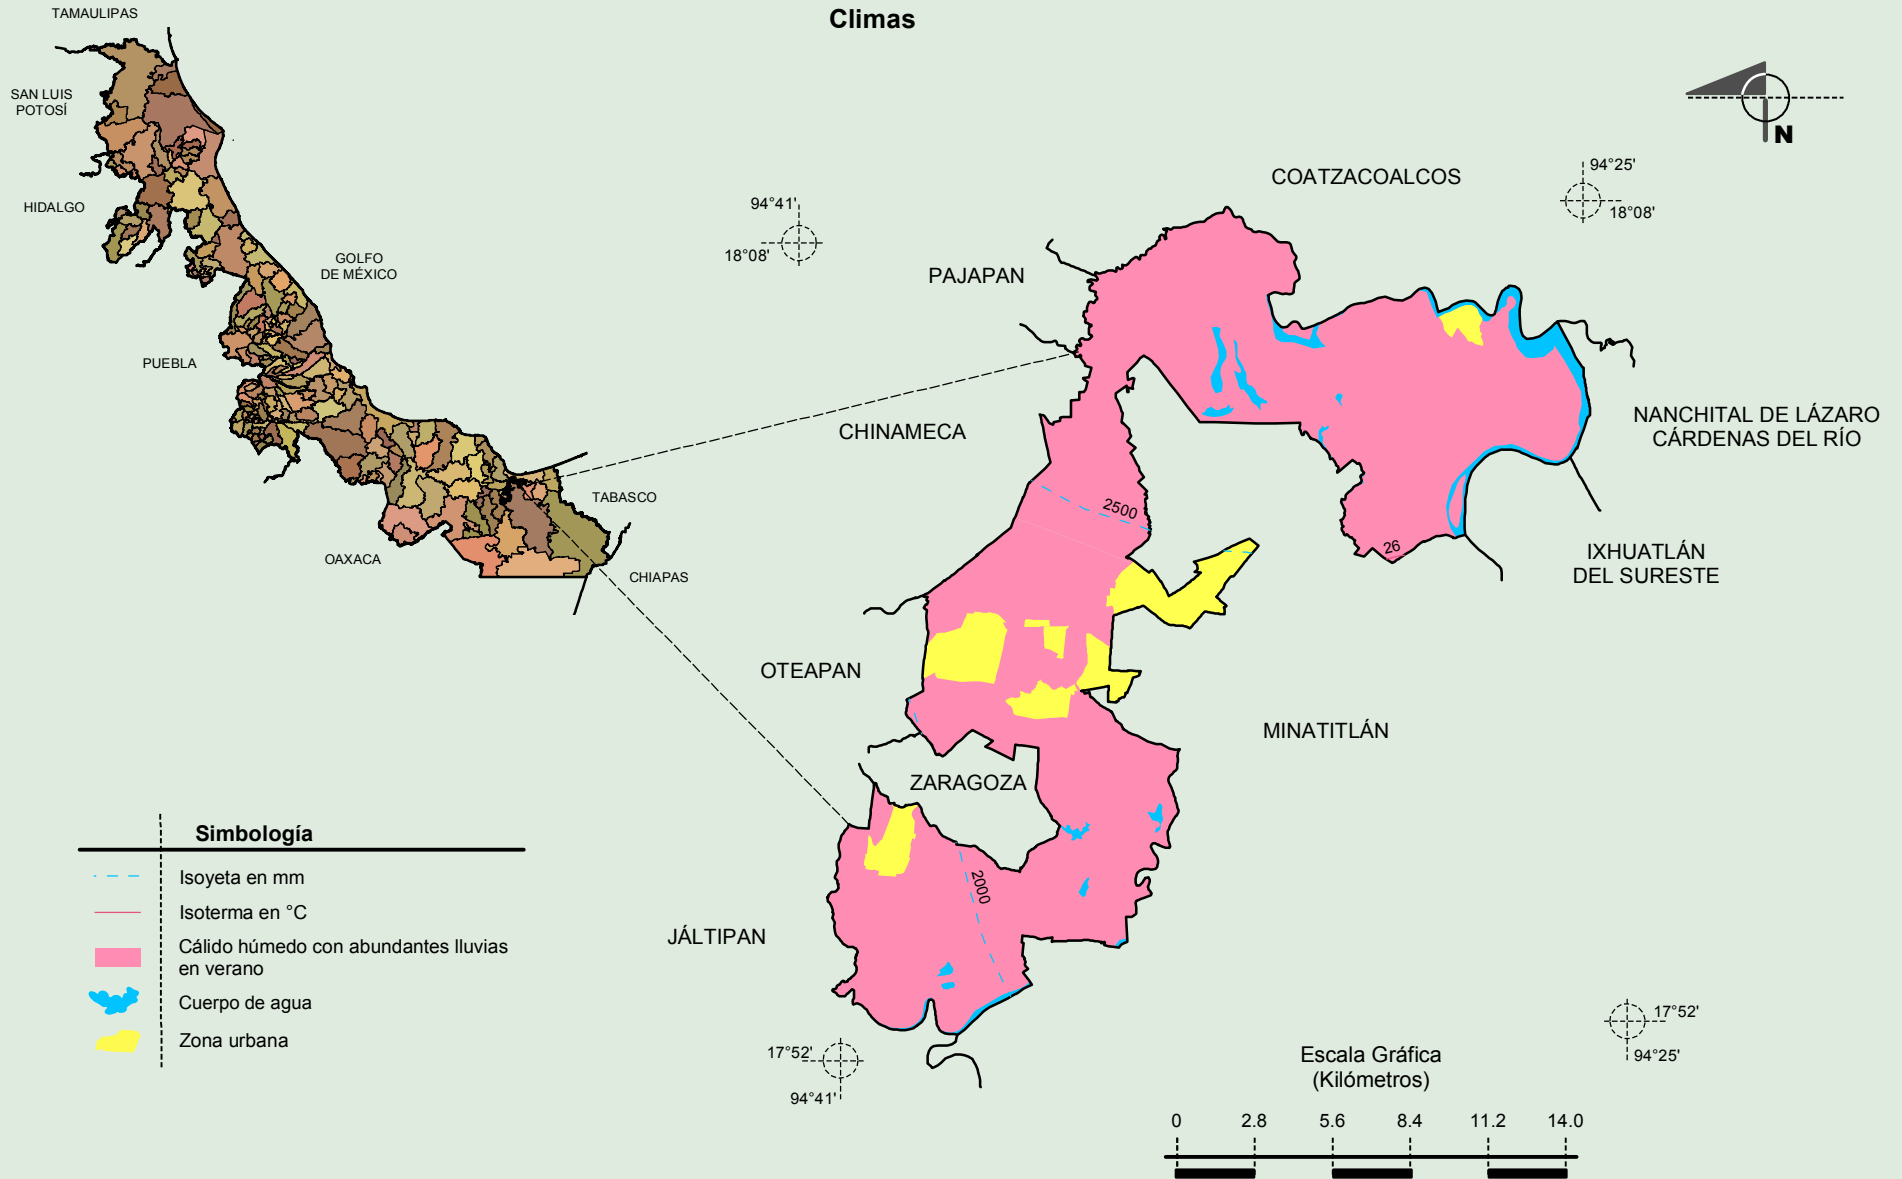 Climas
TAMAULIPAS
SAN LUIS
POTOSÍ
HIDALGO
GOLFO
DE MÉXICO
PUEBLA
TABASCO
OAXACA
CHIAPAS
N
94°25'
18°08'
94°41'
18°08'
COATZACOALCOS
PAJAPAN
CHINAMECA
NANCHITAL DE LÁZARO
CÁRDENAS DEL RÍO
2500
26
IXHUATLÁN
DEL SURESTE
OTEAPAN
MINATITLÁN
ZARAGOZA
2000
JÁLTIPAN
Simbología
Isoyeta en mm
Isoterma en °C
Cálido húmedo con abundantes lluvias
en verano
Cuerpo de agua
Zona urbana
17°52'
94°41'
17°52'
94°25'
Escala Gráfica
(Kilómetros)
0 2.8 5.6 8.4 11.2 14.0